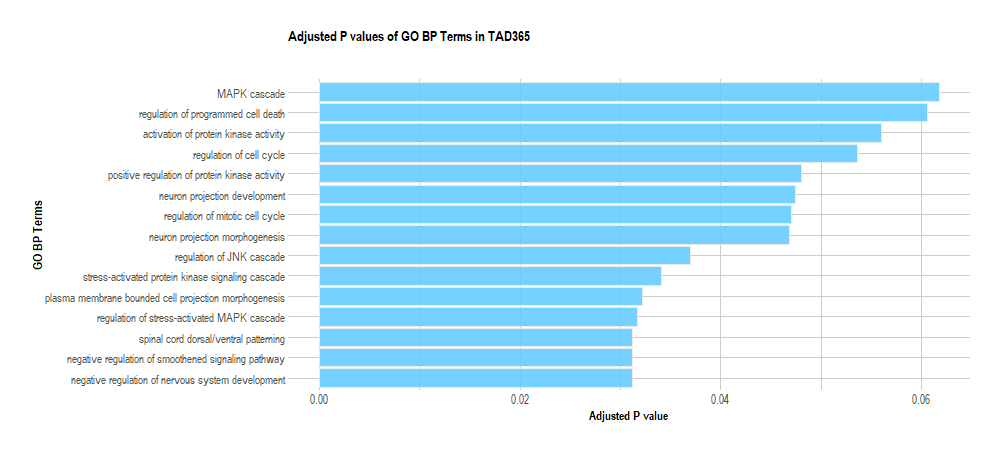 Adjusted P values of GO BP Terms in TAD365
GO BP Terms
MAPK cascade
regulation of programmed cell death
activation of protein kinase activity
regulation of cell cycle
positive regulation of protein kinase activity
neuron projection development
regulation of mitotic cell cycle
neuron projection morphogenesis
regulation of JNK cascade
stress-activated protein kinase signaling cascade
plasma membrane bounded cell projection morphogenesis
regulation of stress-activated MAPK cascade
spinal cord dorsal/ventral patterning
negative regulation of smoothened signaling pathway
negative regulation of nervous system development
0.00 0.02 0.04 0.06
Adjusted P value